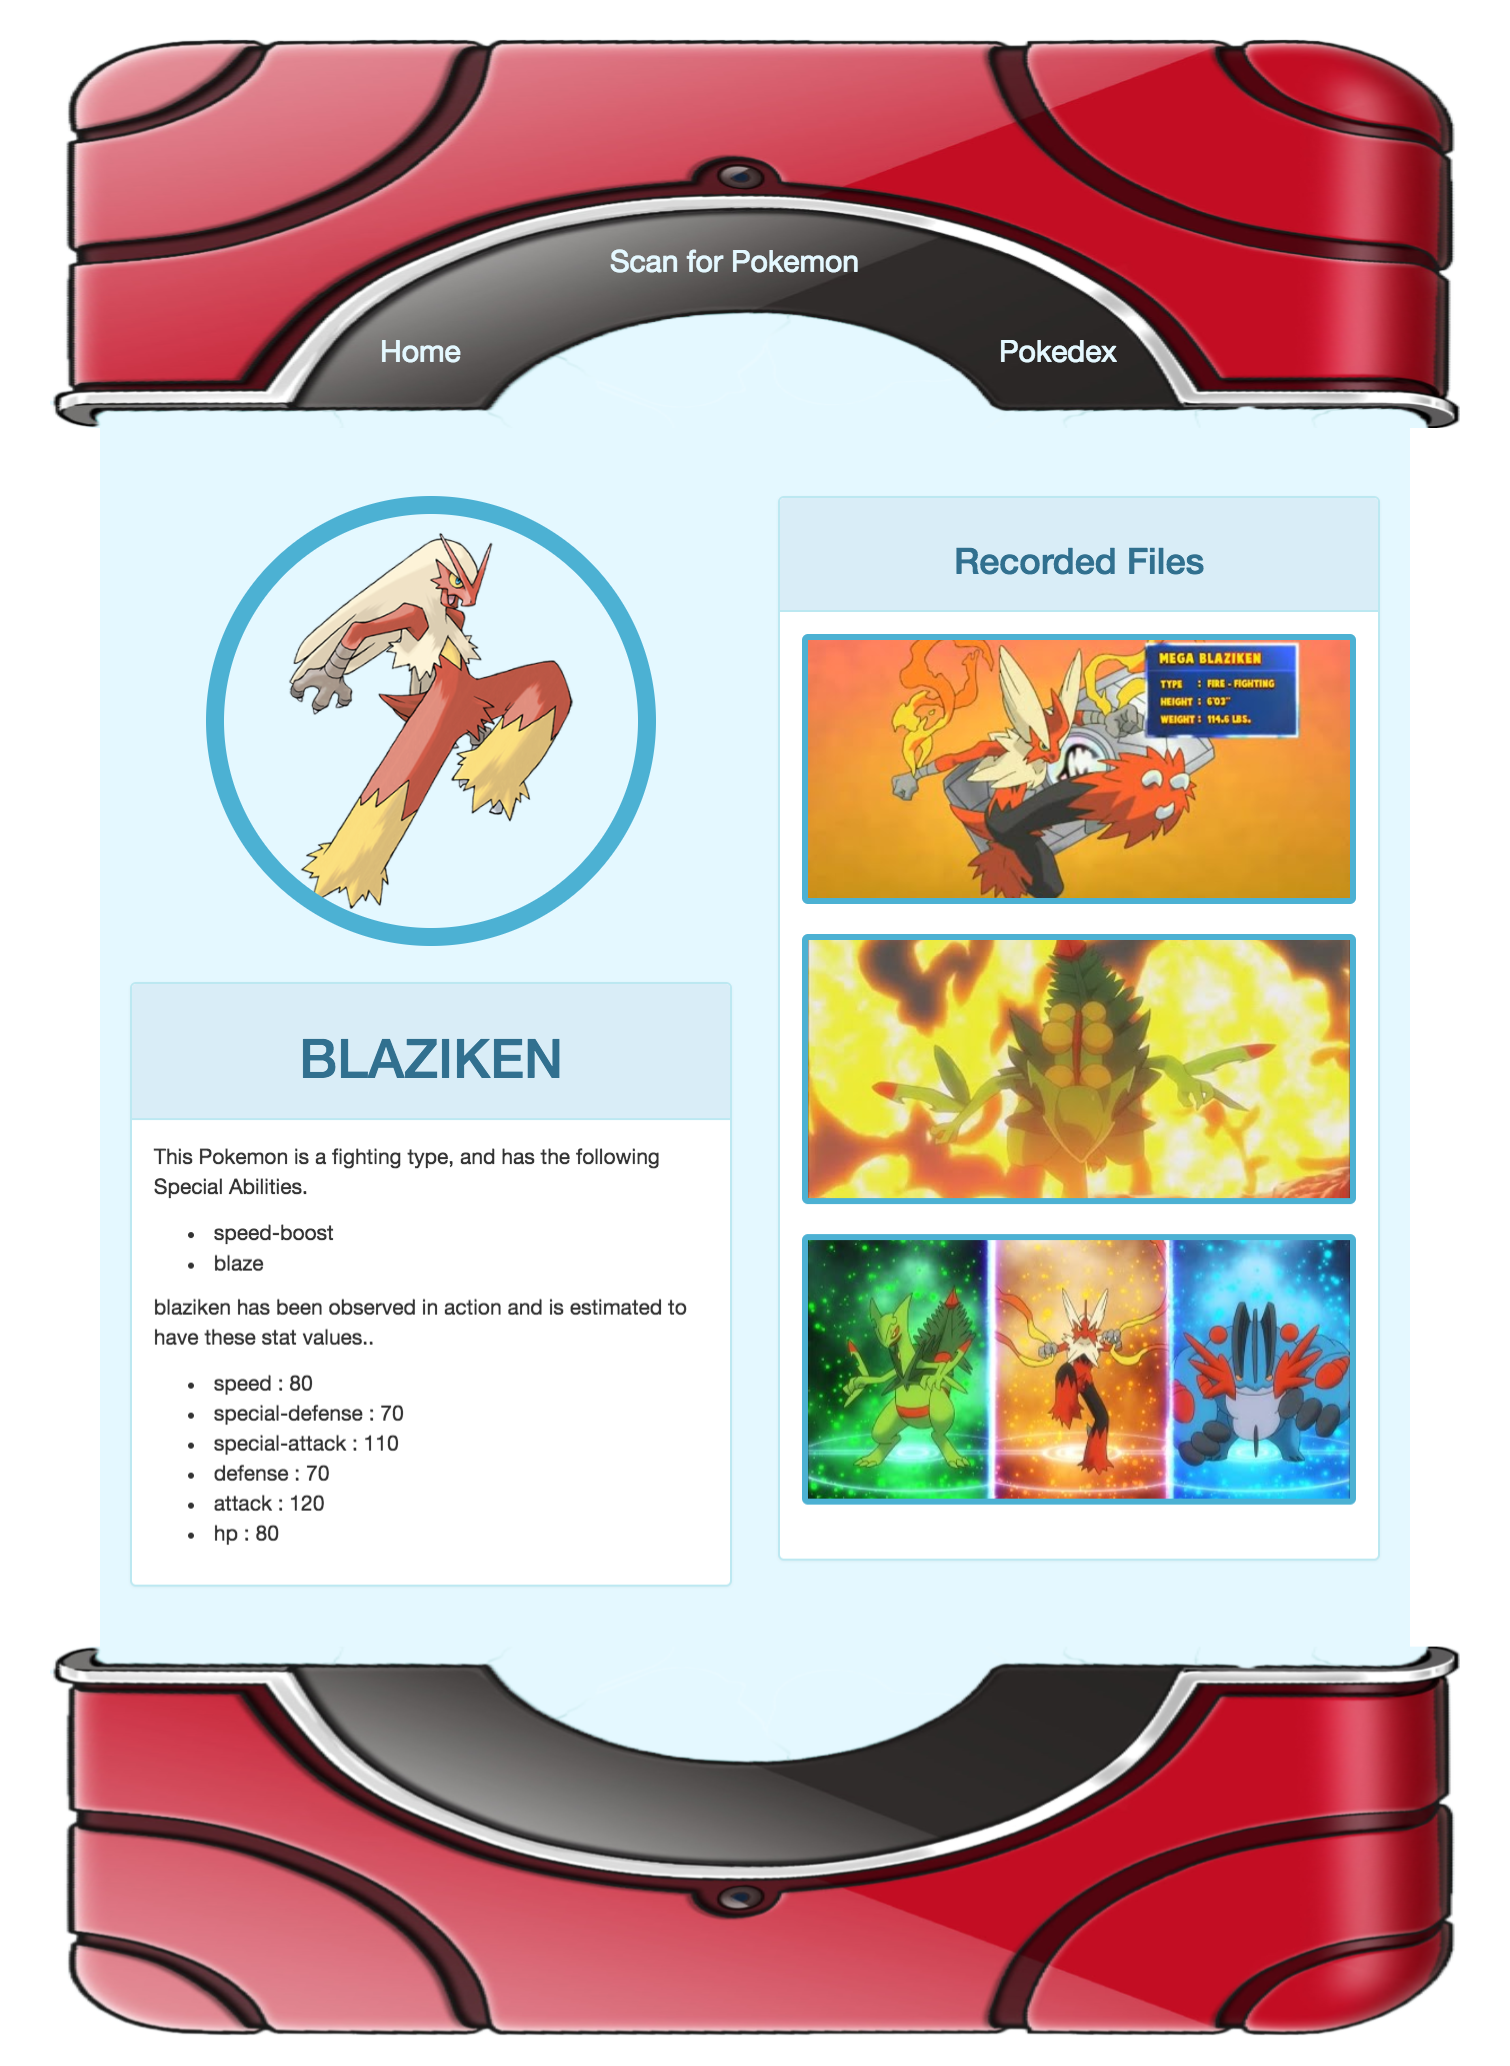 Scan for Pokemon
Home
Pokedex
BLAZIKEN
This Pokemon is a fighting type, and has the following
Special Abilities.
• speed-boost
• blaze
blaziken has been observed in action and is estimated to
have these stat values..
• speed : 80
• special-defense : 70
• special-attack : 110
• defense : 70
• attack : 120
• hp : 80
Recorded Files
MEGA BLAZIKEN
TYPE : FIRE - FIGHTING
HEIGHT : 6'03"
WEIGHT : 114.6 LBS.